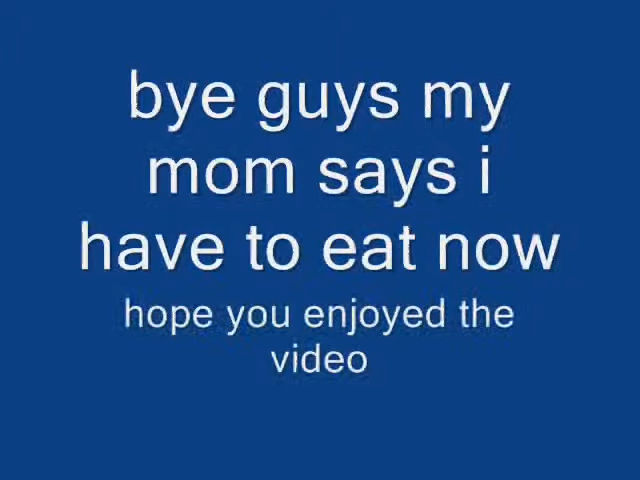 bye guys my
mom says i
have to eat now
hope you enjoyed the
video